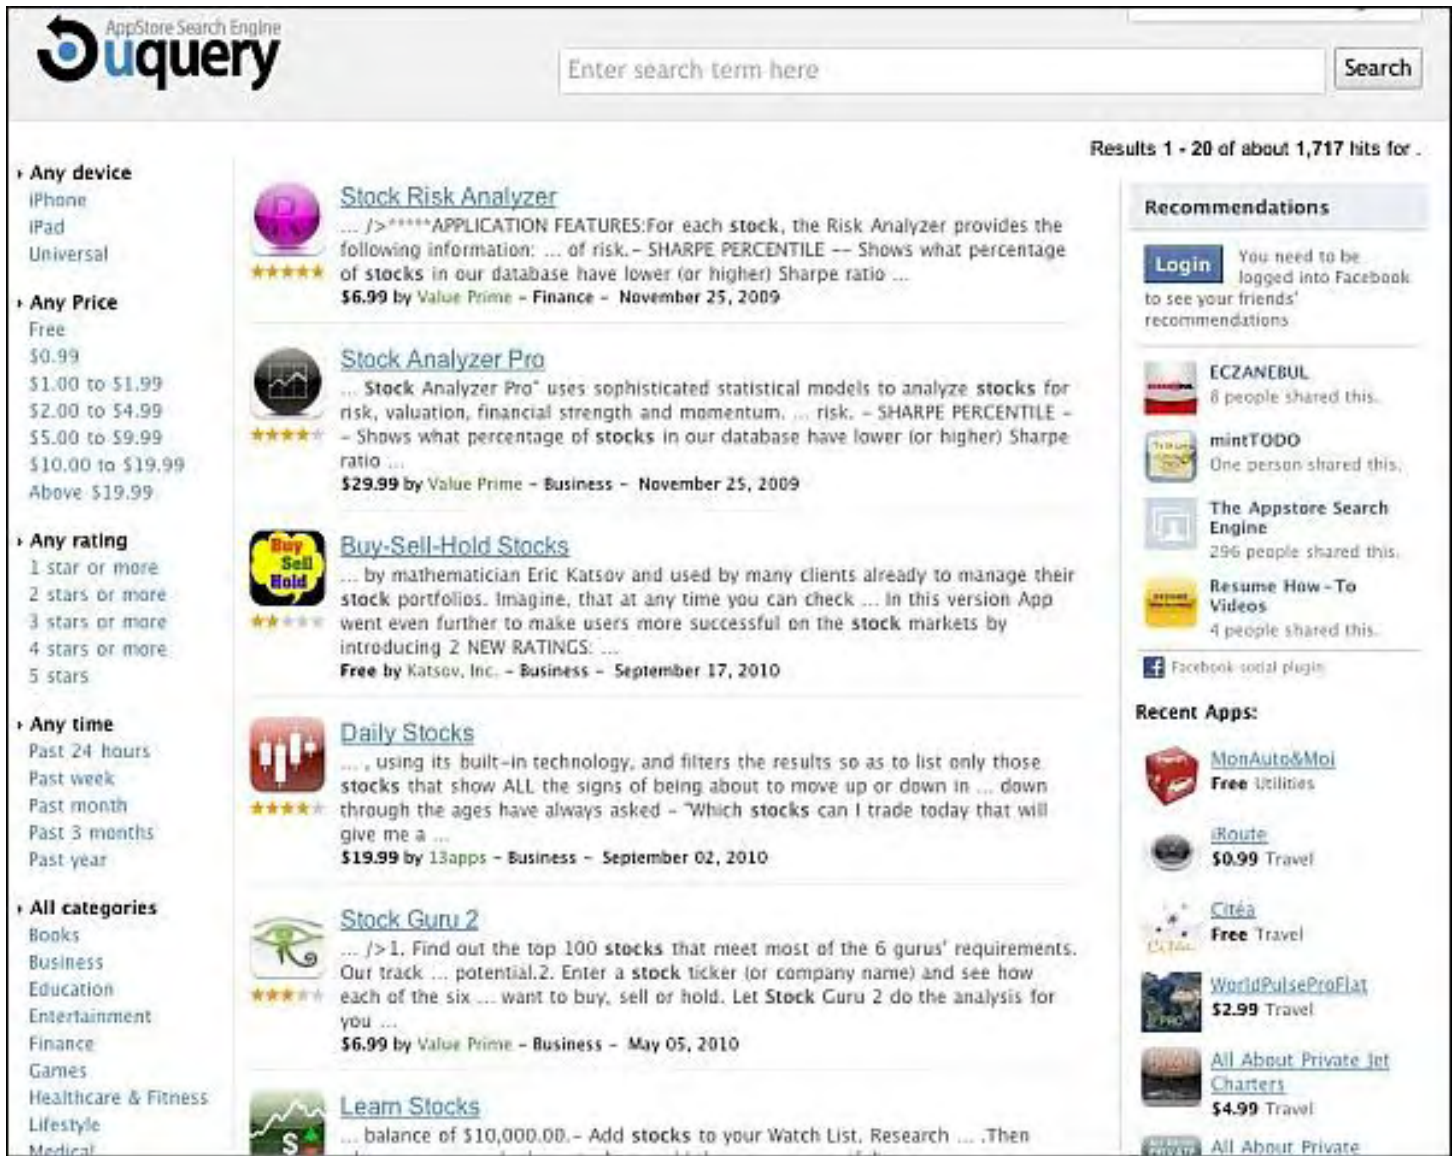 AppStore Search Engine
uquery
Enter search term here
Search
Results 1 - 20 of about 1,717 hits for .
Any device
iPhone
iPad
Universal
Any Price
Free
$0.99
$1.00 to $1.99
$2.00 to $4.99
$5.00 to $9.99
$10.00 to $19.99
Above $19.99
Any rating
1 star or more
2 stars or more
3 stars or more
4 stars or more
5 stars
Any time
Past 24 hours
Past week
Past month
Past 3 months
Past year
All categories
Books
Business
Education
Entertainment
Finance
Games
Healthcare & Fitness
Lifestyle
Medical
Stock Risk Analyzer
... />*****APPLICATION FEATURES:For each stock, the Risk Analyzer provides the
following information: ... of risk.- SHARPE PERCENTILE -- Shows what percentage
of stocks in our database have lower (or higher) Sharpe ratio ...
$6.99 by Value Prime - Finance - November 25, 2009
Stock Analyzer Pro
... Stock Analyzer Pro" uses sophisticated statistical models to analyze stocks for
risk, valuation, financial strength and momentum. ... risk. - SHARPE PERCENTILE -
- Shows what percentage of stocks in our database have lower (or higher) Sharpe
ratio ...
$29.99 by Value Prime - Business - November 25, 2009
Buy Sell Hold
Buy-Sell-Hold Stocks
... by mathematician Eric Katsov and used by many clients already to manage their
stock portfolios. Imagine, that at any time you can check ... In this version App
went even further to make users more successful on the stock markets by
introducing 2 NEW RATINGS: ...
Free by Katsov, Inc. - Business - September 17, 2010
Daily Stocks
... , using its built-in technology, and filters the results so as to list only those
stocks that show ALL the signs of being about to move up or down in ... down
through the ages have always asked - "Which stocks can I trade today that will
give me a ...
$19.99 by 13apps - Business - September 02, 2010
Stock Guru 2
... />1. Find out the top 100 stocks that meet most of the 6 gurus' requirements.
Our track ... potential.2. Enter a stock ticker (or company name) and see how
each of the six ... want to buy, sell or hold. Let Stock Guru 2 do the analysis for
you ...
$6.99 by Value Prime - Business - May 05, 2010
Learn Stocks
... balance of $10,000.00.- Add stocks to your Watch List, Research ... .Then
Recommendations
Login
You need to be
logged into Facebook
to see your friends'
recommendations
ECZANEBUL
8 people shared this.
mintTODO
One person shared this.
The Appstore Search
Engine
296 people shared this.
Resume How-To
Videos
4 people shared this.
Facebook social plugin
Recent Apps:
MonAuto&Moi
Free Utilities
iRoute
$0.99 Travel
Citéa
Free Travel
WorldPulseProFlat
$2.99 Travel
All About Private Jet
Charters
$4.99 Travel
All About Private